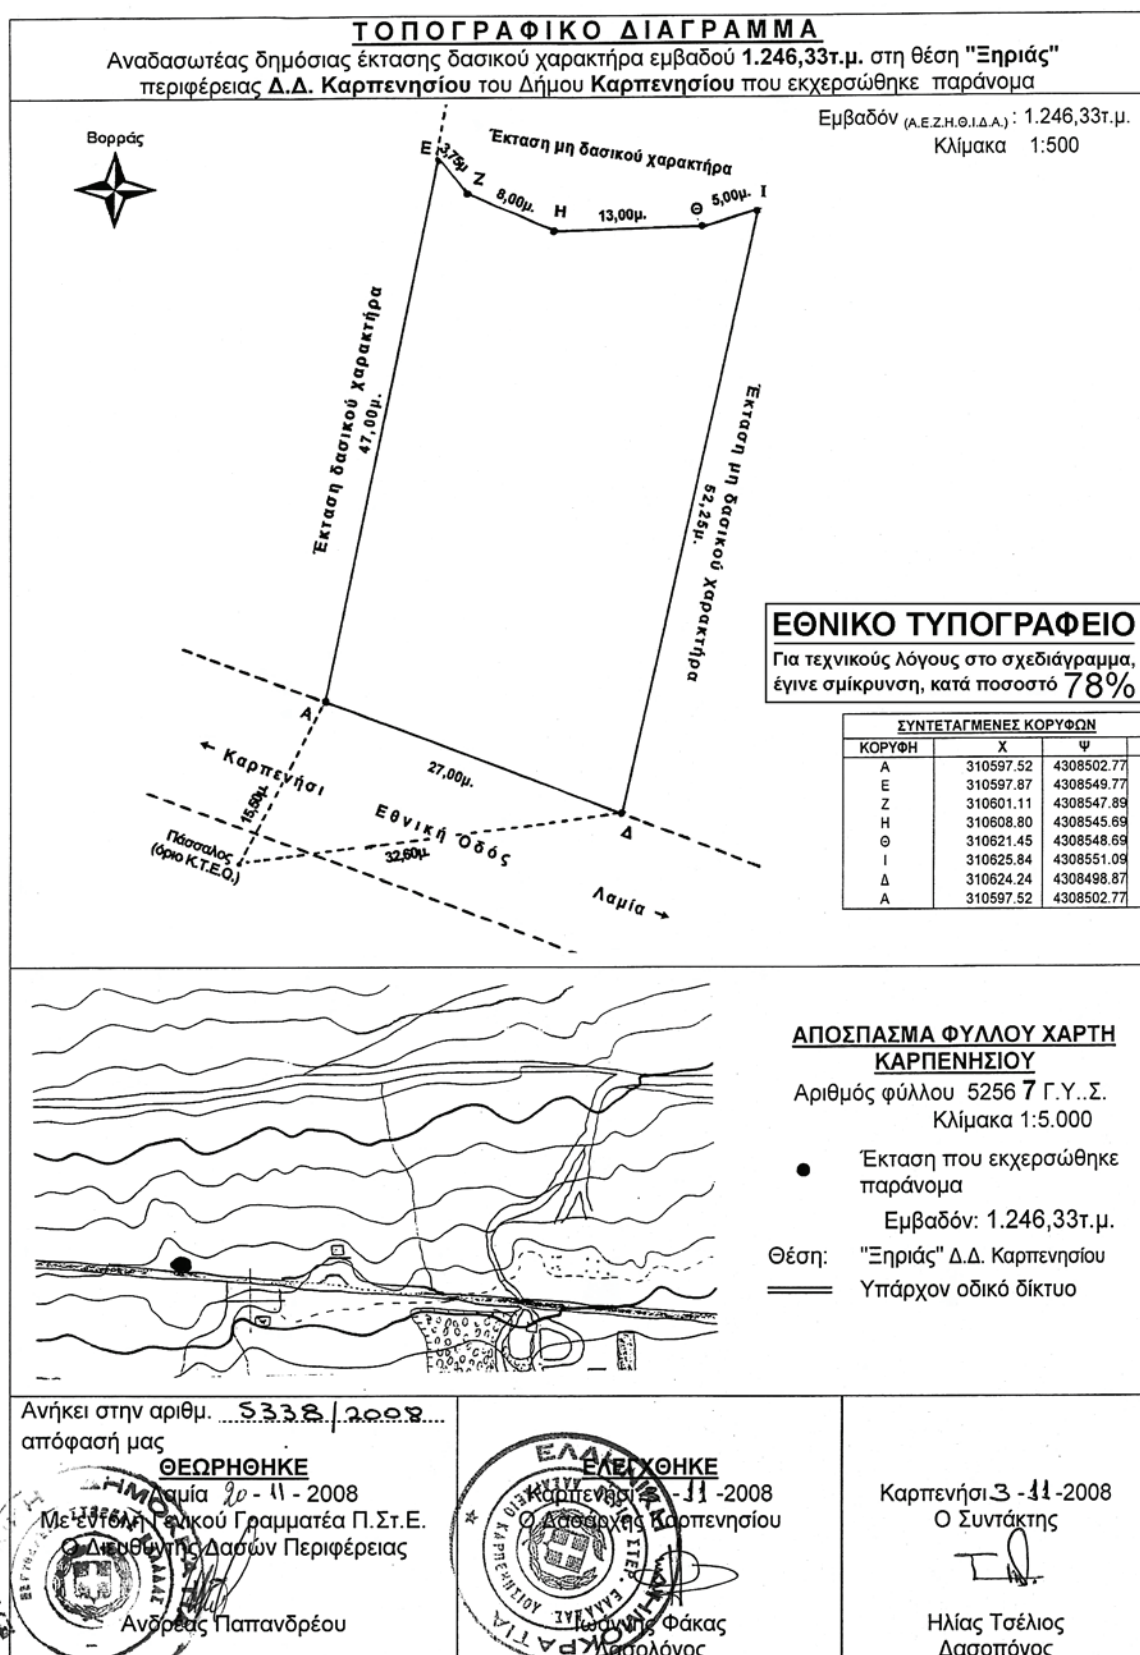 ΤΟΠΟΓΡΑΦΙΚΟ ΔΙΑΓΡΑΜΜΑ
Αναδασωτέας δημόσιας έκτασης δασικού χαρακτήρα εμβαδού 1.246,33τ.μ. στη θέση "Ξηριάς"
περιφέρειας Δ.Δ. Καρπενησίου του Δήμου Καρπενησίου που εκχερσώθηκε παράνομα
Εμβαδόν (Α.Ε.Ζ.Η.Θ.Ι.Δ.Α.) : 1.246,33τ.μ.
Κλίμακα 1:500
Βορράς
Έκταση μη δασικού χαρακτήρα
Ε
3,75μ
Ζ
8,00μ.
Η
13,00μ.
Θ
5,00μ.
Ι
Έκταση δασικού χαρακτήρα
47,00μ.
Έκταση μη δασικού χαρακτήρα
52,25μ.
ΕΘΝΙΚΟ ΤΥΠΟΓΡΑΦΕΙΟ
Για τεχνικούς λόγους στο σχεδιάγραμμα,
έγινε σμίκρυνση, κατά ποσοστό 78%
Α
← Καρπενήσι
27,00μ.
15,50μ.
Εθνική Οδός
Δ
Πάσσαλος
(όριο Κ.Τ.Ε.Ο.)
32,60μ.
Λαμία →
ΣΥΝΤΕΤΑΓΜΕΝΕΣ ΚΟΡΥΦΩΝ
ΚΟΡΥΦΗ Χ Ψ
Α 310597.52 4308502.77
Ε 310597.87 4308549.77
Ζ 310601.11 4308547.89
Η 310608.80 4308545.69
Θ 310621.45 4308548.69
Ι 310625.84 4308551.09
Δ 310624.24 4308498.87
Α 310597.52 4308502.77
ΑΠΟΣΠΑΣΜΑ ΦΥΛΛΟΥ ΧΑΡΤΗ
ΚΑΡΠΕΝΗΣΙΟΥ
Αριθμός φύλλου 5256 7 Γ.Υ..Σ.
Κλίμακα 1:5.000
Έκταση που εκχερσώθηκε
παράνομα
Εμβαδόν: 1.246,33τ.μ.
Θέση: "Ξηριάς" Δ.Δ. Καρπενησίου
Υπάρχον οδικό δίκτυο
Ανήκει στην αριθμ. 5338/2008
απόφασή μας
ΘΕΩΡΗΘΗΚΕ
Λαμία 20 - 11 - 2008
Με εντολή Γενικού Γραμματέα Π.Στ.Ε.
Ο Διευθυντής Δασών Περιφέρειας
Ανδρέας Παπανδρέου
ΕΛΕΓΧΘΗΚΕ
Καρπενήσι - 11 -2008
Ο Δασάρχης Καρπενησίου
Ιωάννης Φάκας
Δασολόγος
ΕΛΛΗΝΙΚΗ ΔΗΜΟΚΡΑΤΙΑ
Καρπενήσι 3 - 11 -2008
Ο Συντάκτης
Ηλίας Τσέλιος
Δασοπόνος